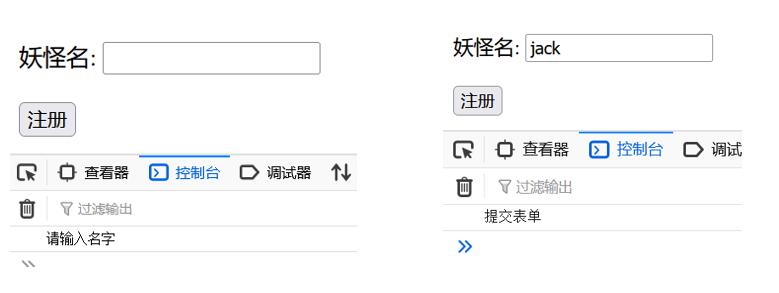 妖怪名:
注册
查看器 控制台 调试器
过滤输出
请输入名字
妖怪名: jack
注册
查看器 控制台 调试
过滤输出
提交表单